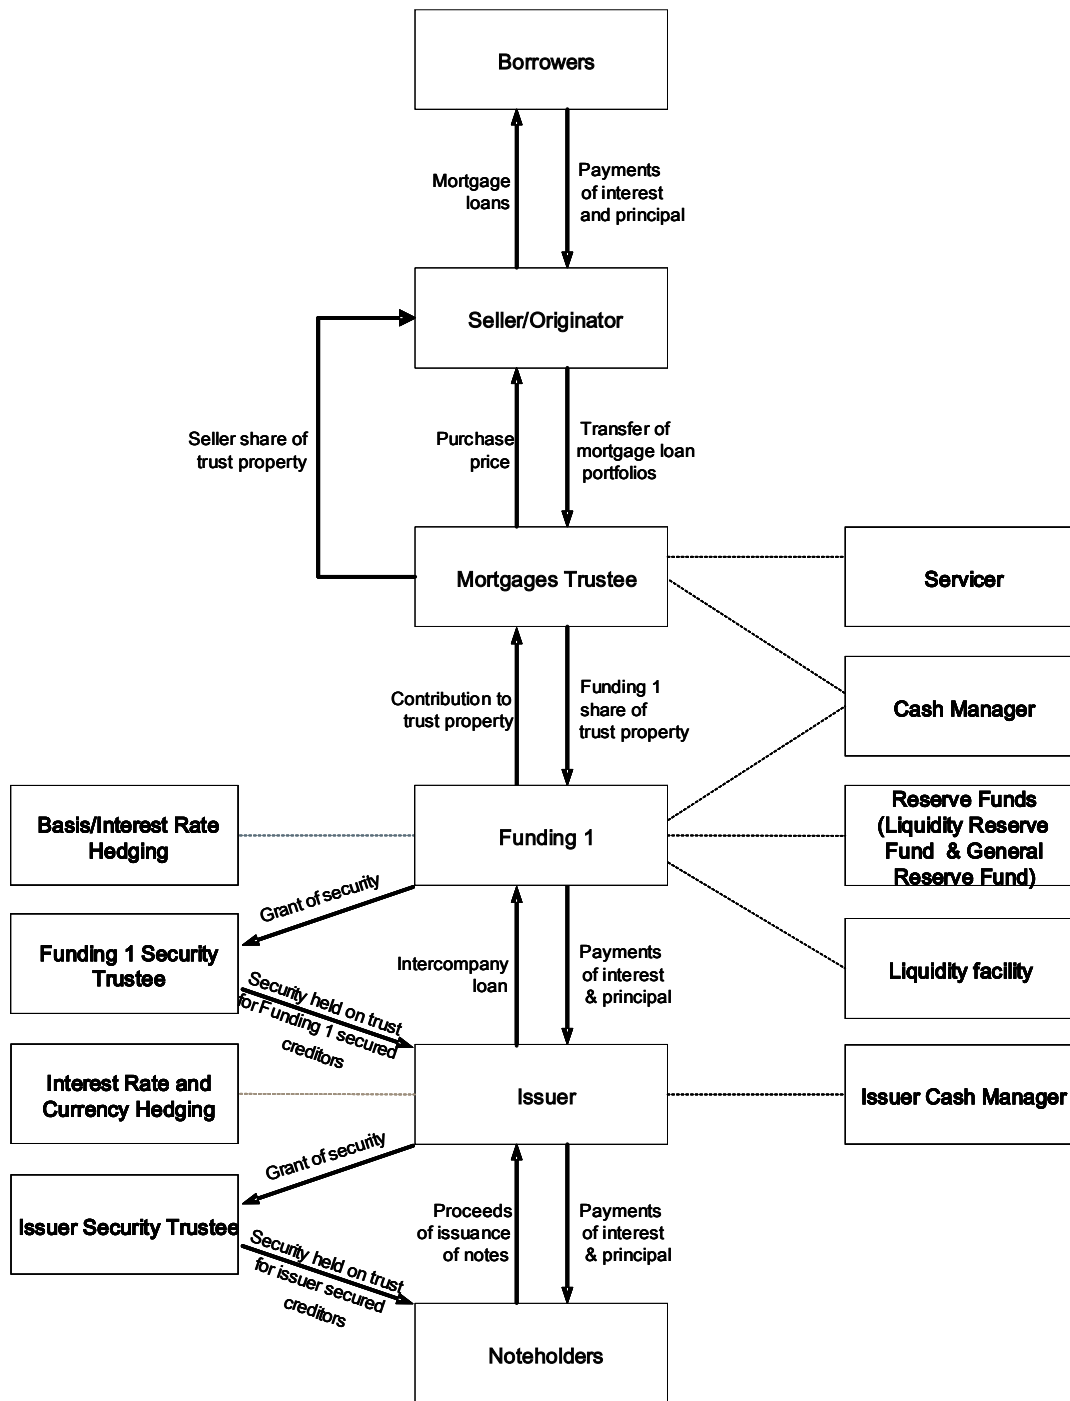 Borrowers
Mortgage
loans
Payments
of interest
and principal
Seller/Originator
Seller share of
trust property
Purchase
price
Transfer of
mortgage loan
portfolios
Mortgages Trustee
Servicer
Contribution to
trust property
Funding 1
share of
trust property
Cash Manager
Basis/Interest Rate
Hedging
Funding 1
Reserve Funds
(Liquidity Reserve
Fund & General
Reserve Fund)
Grant of security
Funding 1 Security
Trustee
Intercompany
loan
Payments
of interest
& principal
Liquidity facility
Security held on trust
for Funding 1 secured
creditors
Interest Rate and
Currency Hedging
Issuer
Issuer Cash Manager
Grant of security
Issuer Security Trustee
Proceeds
of issuance
of notes
Payments
of interest
& principal
Security held on trust
for issuer secured
creditors
Noteholders